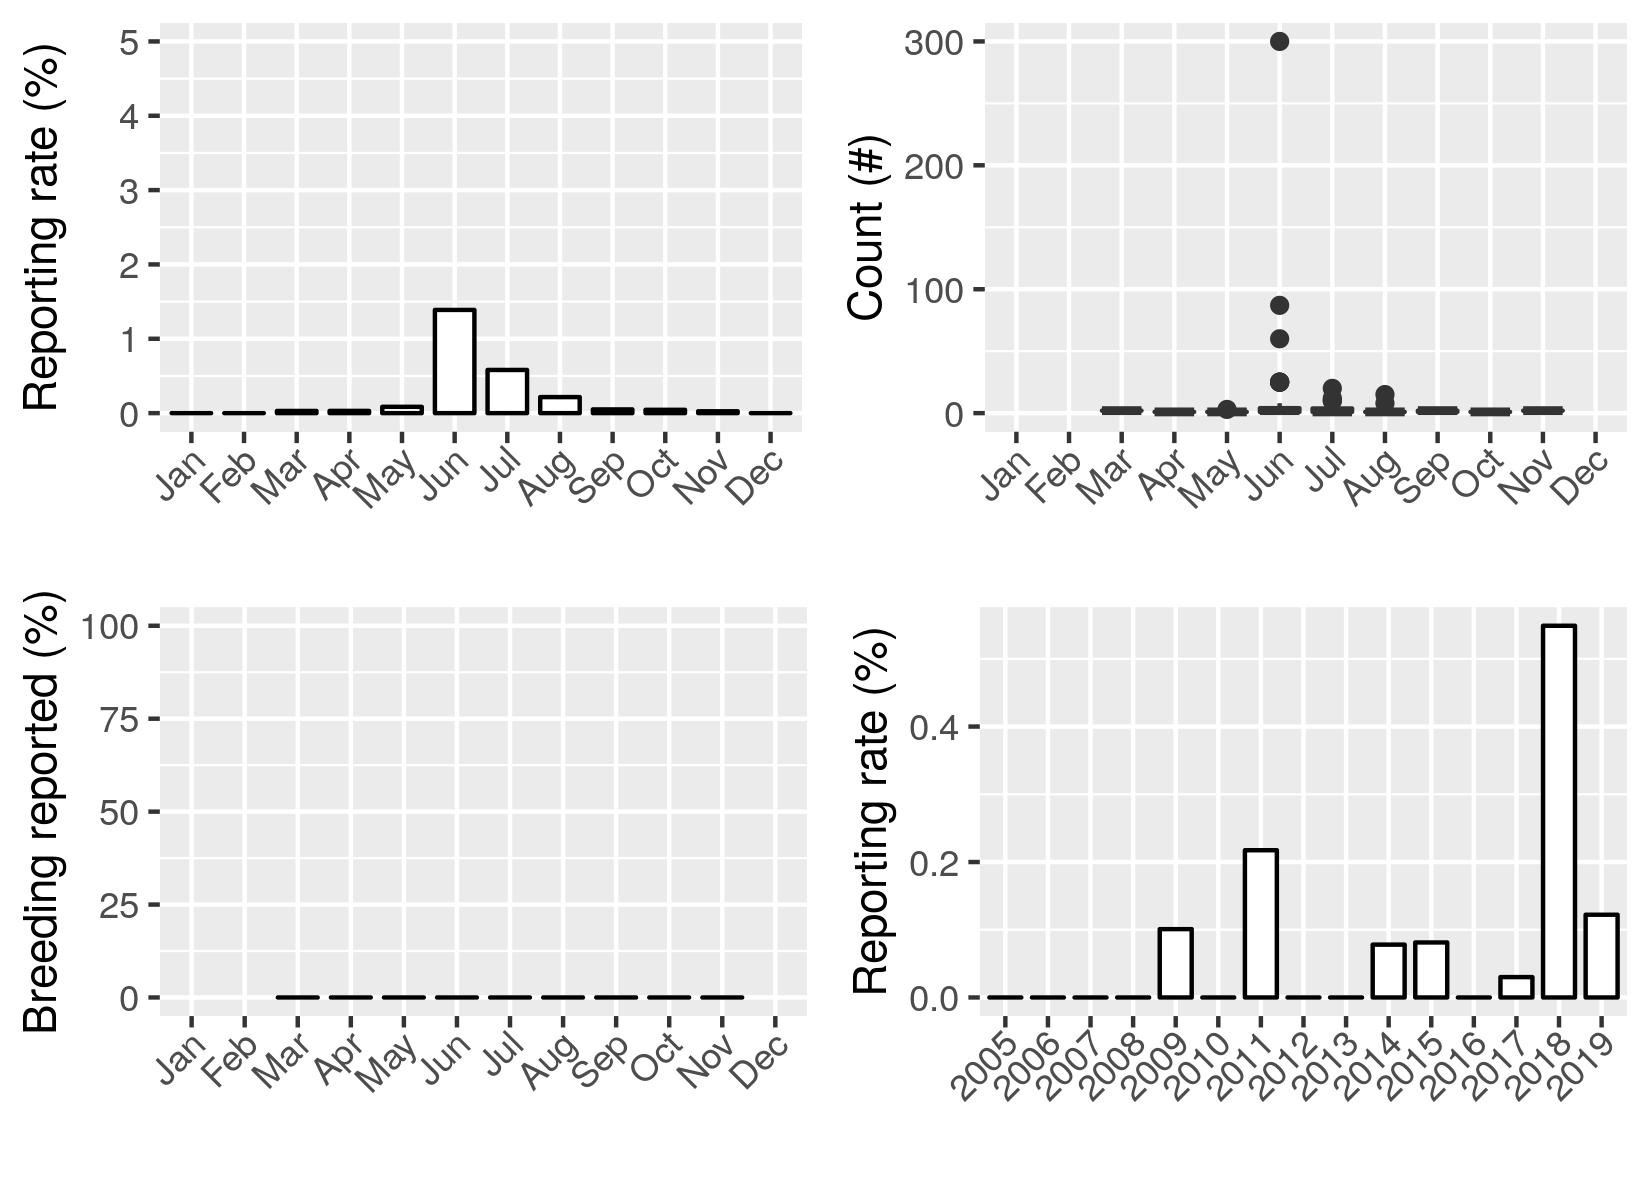 Reporting rate (%)
5
4
3
2
1
0
Jan Feb Mar Apr May Jun Jul Aug Sep Oct Nov Dec
Count (#)
300
200
100
0
Jan Feb Mar Apr May Jun Jul Aug Sep Oct Nov Dec
Breeding reported (%)
100
75
50
25
0
Jan Feb Mar Apr May Jun Jul Aug Sep Oct Nov Dec
Reporting rate (%)
0.4
0.2
0.0
2005 2006 2007 2008 2009 2010 2011 2012 2013 2014 2015 2016 2017 2018 2019